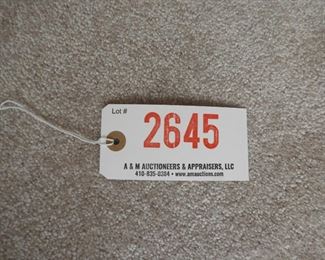 Lot #
2645
A & M AUCTIONEERS & APPRAISERS, LLC
410-835-0384 • www.amauctions.com